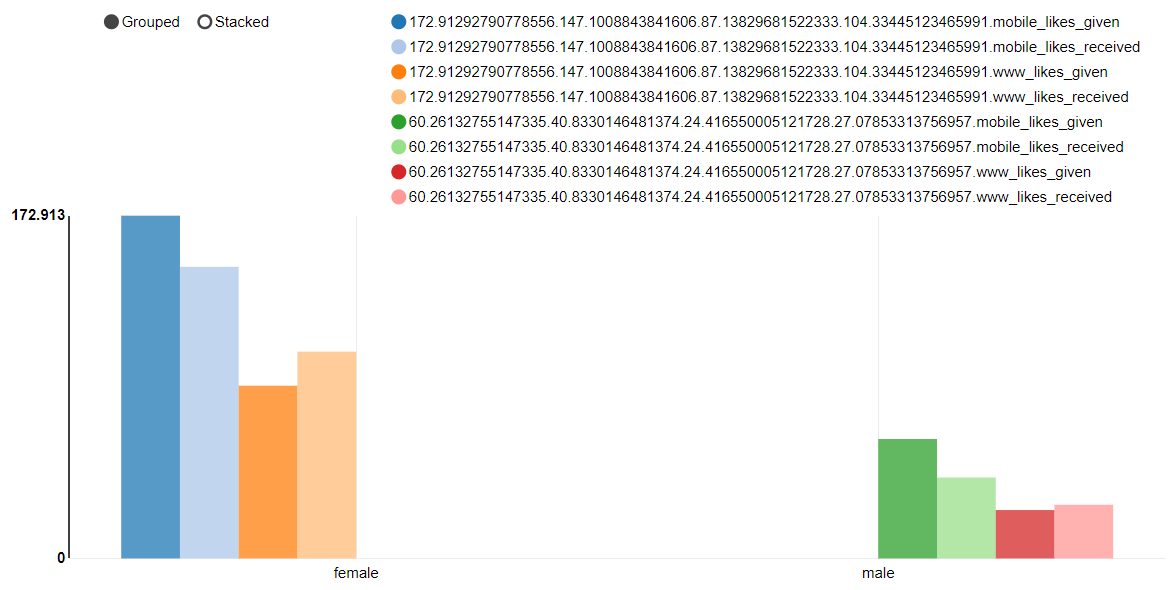 Grouped Stacked
172.91292790778556.147.1008843841606.87.13829681522333.104.33445123465991.mobile_likes_given
172.91292790778556.147.1008843841606.87.13829681522333.104.33445123465991.mobile_likes_received
172.91292790778556.147.1008843841606.87.13829681522333.104.33445123465991.www_likes_given
172.91292790778556.147.1008843841606.87.13829681522333.104.33445123465991.www_likes_received
60.26132755147335.40.8330146481374.24.416550005121728.27.07853313756957.mobile_likes_given
60.26132755147335.40.8330146481374.24.416550005121728.27.07853313756957.mobile_likes_received
60.26132755147335.40.8330146481374.24.416550005121728.27.07853313756957.www_likes_given
60.26132755147335.40.8330146481374.24.416550005121728.27.07853313756957.www_likes_received
172.913
0
female male